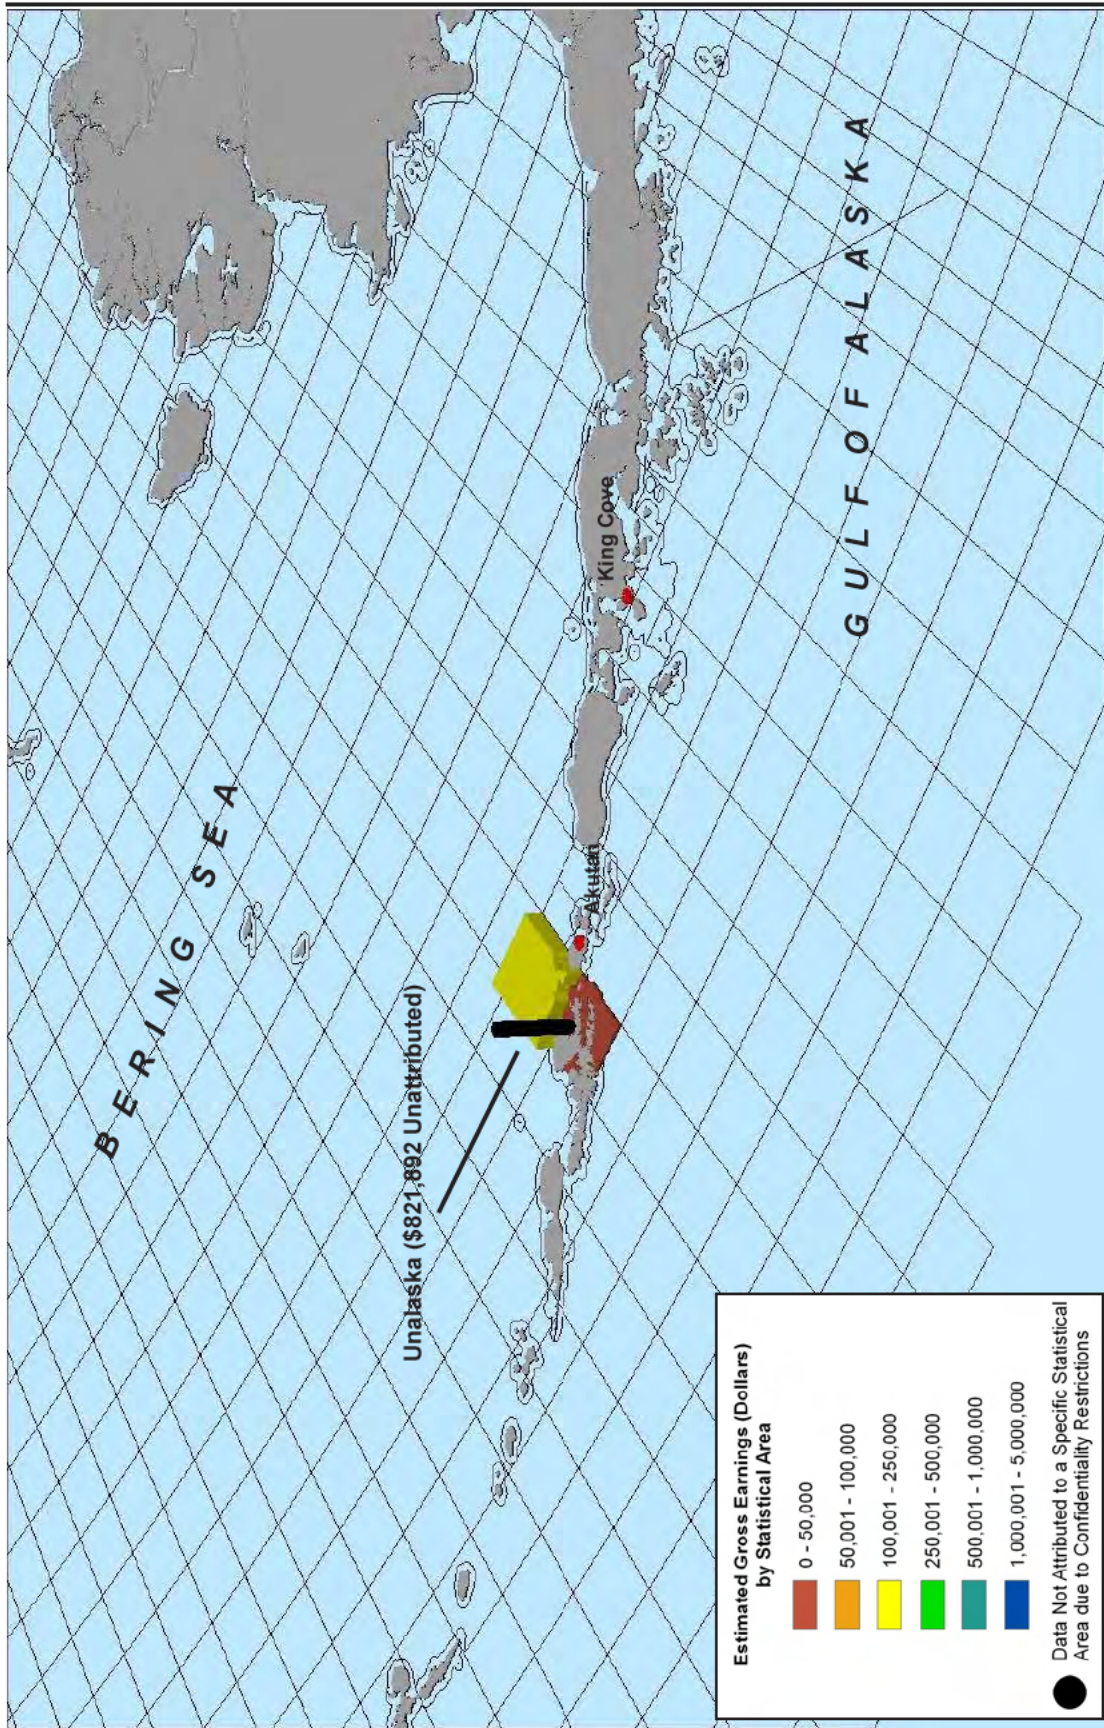 BERING SEA
Unalaska ($821,892 Unattributed)
Akutan
King Cove
GULF OF ALASKA
Estimated Gross Earnings (Dollars)
by Statistical Area
0 - 50,000
50,001 - 100,000
100,001 - 250,000
250,001 - 500,000
500,001 - 1,000,000
1,000,001 - 5,000,000
Data Not Attributed to a Specific Statistical
Area due to Confidentiality Restrictions